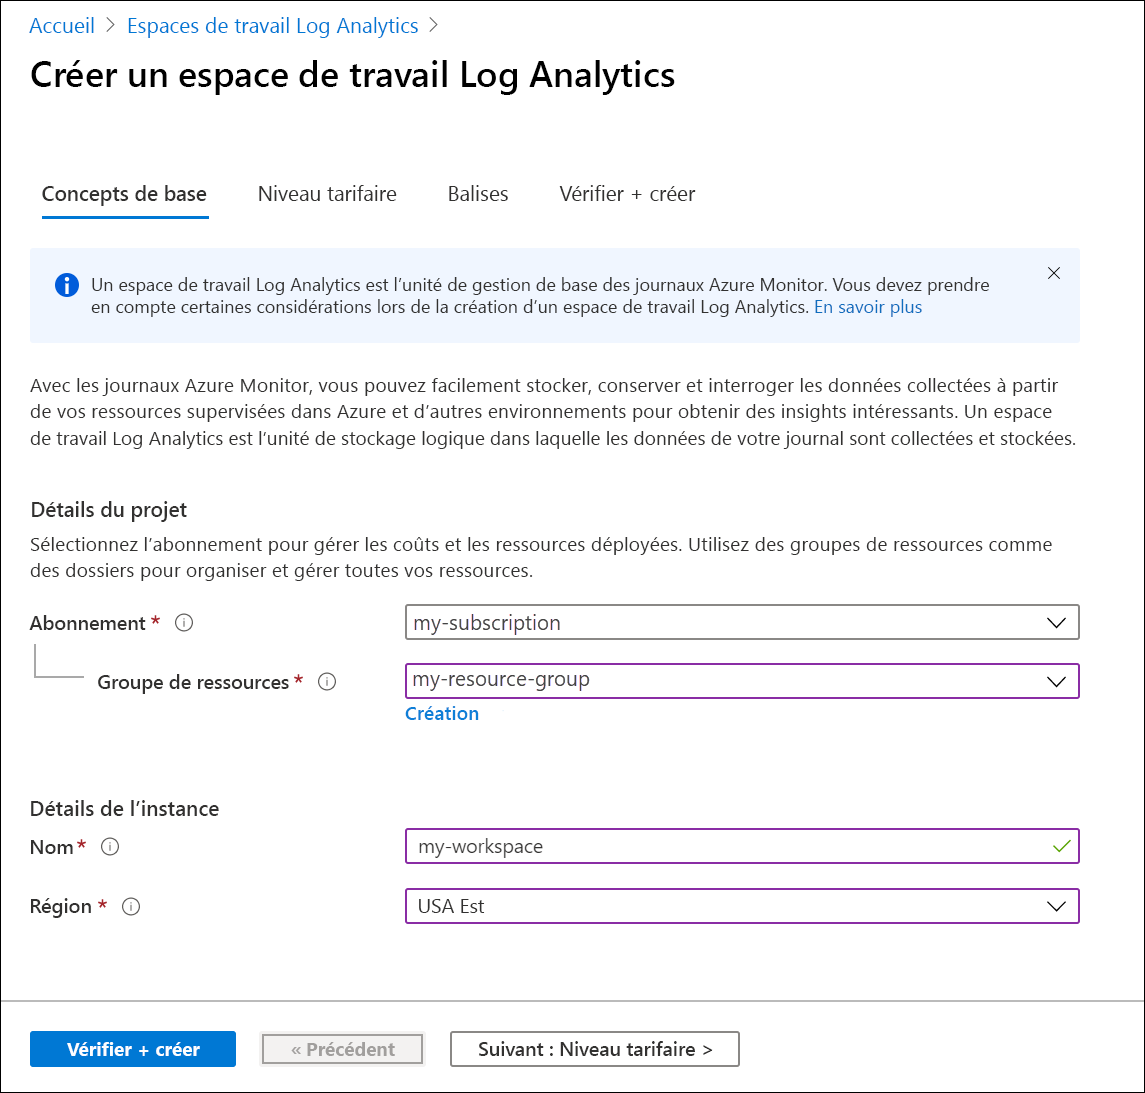 Accueil > Espaces de travail Log Analytics >
Créer un espace de travail Log Analytics
Concepts de base Niveau tarifaire Balises Vérifier + créer
Un espace de travail Log Analytics est l’unité de gestion de base des journaux Azure Monitor. Vous devez prendre
en compte certaines considérations lors de la création d’un espace de travail Log Analytics. En savoir plus
Avec les journaux Azure Monitor, vous pouvez facilement stocker, conserver et interroger les données collectées à partir
de vos ressources supervisées dans Azure et d’autres environnements pour obtenir des insights intéressants. Un espace
de travail Log Analytics est l’unité de stockage logique dans laquelle les données de votre journal sont collectées et stockées.
Détails du projet
Sélectionnez l’abonnement pour gérer les coûts et les ressources déployées. Utilisez des groupes de ressources comme
des dossiers pour organiser et gérer toutes vos ressources.
Abonnement * my-subscription
Groupe de ressources * my-resource-group
Création
Détails de l’instance
Nom * my-workspace
Région * USA Est
Vérifier + créer « Précédent Suivant : Niveau tarifaire >